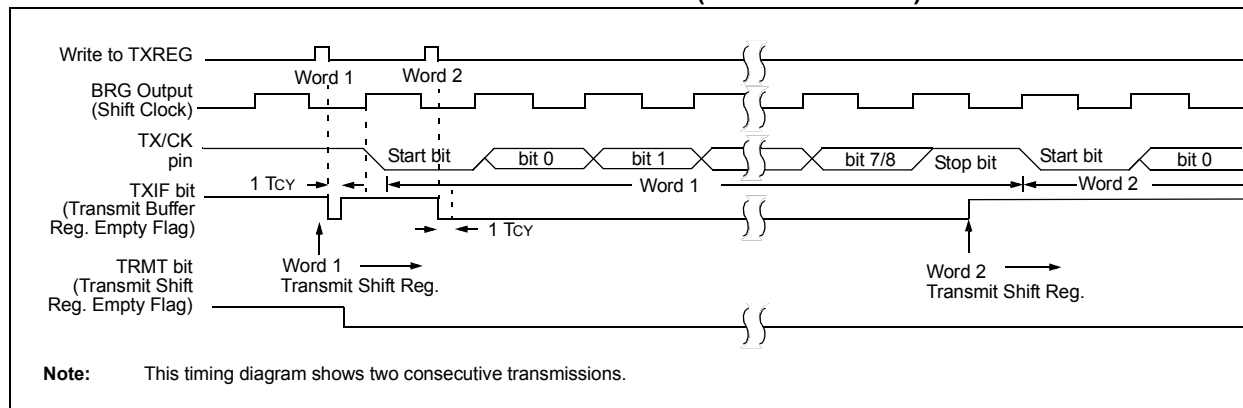 Write to TXREG
Word 1
Word 2
BRG Output
(Shift Clock)
TX/CK
pin
Start bit
bit 0
bit 1
bit 7/8
Stop bit
Start bit
bit 0
1 TCY
Word 1
Word 2
TXIF bit
(Transmit Buffer
Reg. Empty Flag)
1 TCY
Word 1
Transmit Shift Reg.
Word 2
Transmit Shift Reg.
TRMT bit
(Transmit Shift
Reg. Empty Flag)
Note: This timing diagram shows two consecutive transmissions.